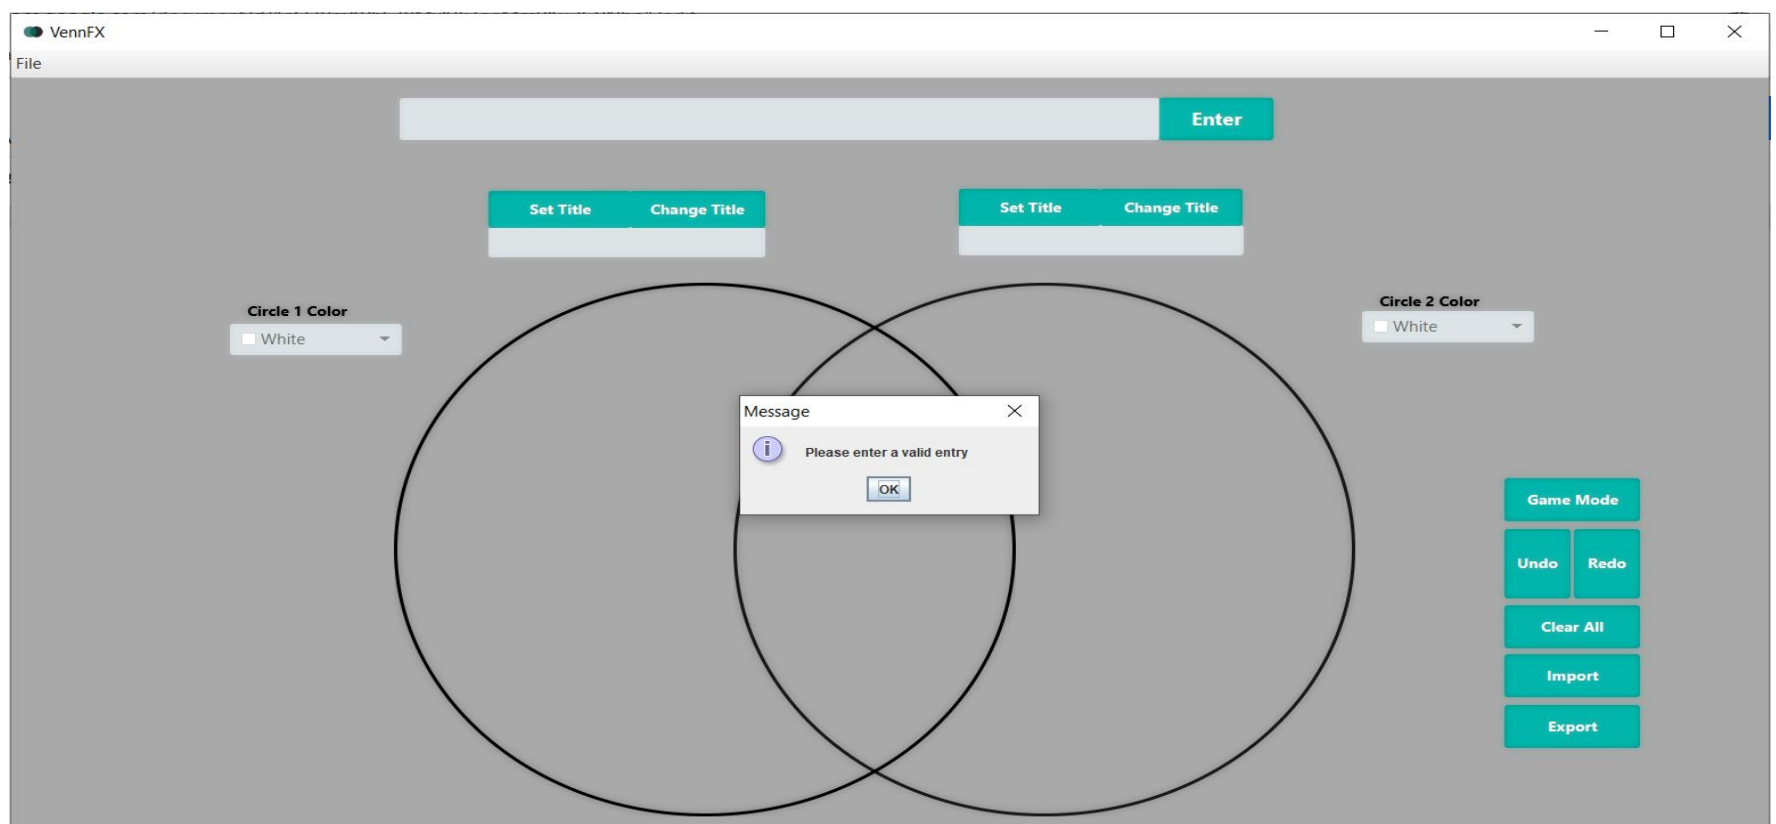 VennFX
File
Enter
Set Title Change Title
Set Title Change Title
Circle 1 Color
White
Circle 2 Color
White
Message
i
Please enter a valid entry
OK
Game Mode
Undo Redo
Clear All
Import
Export